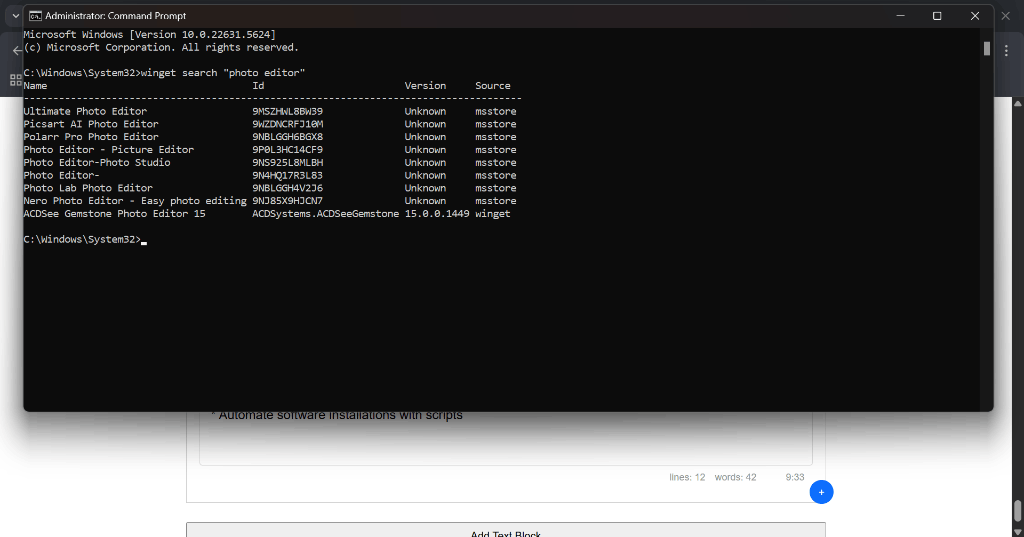 Administrator: Command Prompt
Microsoft Windows [Version 10.0.22631.5624]
(c) Microsoft Corporation. All rights reserved.
C:\Windows\System32>winget search "photo editor"
Name Id Version Source
--------------------------------------------------------------------------------
Ultimate Photo Editor 9MSZHWL8BW39 Unknown msstore
Picsart AI Photo Editor 9WZDNCRFJ10M Unknown msstore
Polarr Pro Photo Editor 9NBLGGH6BGX8 Unknown msstore
Photo Editor - Picture Editor 9P0L3HC14CF9 Unknown msstore
Photo Editor-Photo Studio 9NS925L8MLBH Unknown msstore
Photo Editor- 9N4HQ17R3L83 Unknown msstore
Photo Lab Photo Editor 9NBLGGH4V2J6 Unknown msstore
Nero Photo Editor - Easy photo editing 9NJ85X9HJCN7 Unknown msstore
ACDSee Gemstone Photo Editor 15 ACDSystems.ACDSeeGemstone 15.0.0.1449 winget
C:\Windows\System32>
* Automate software installations with scripts
lines: 12 words: 42 9:33
+
Add Text Block